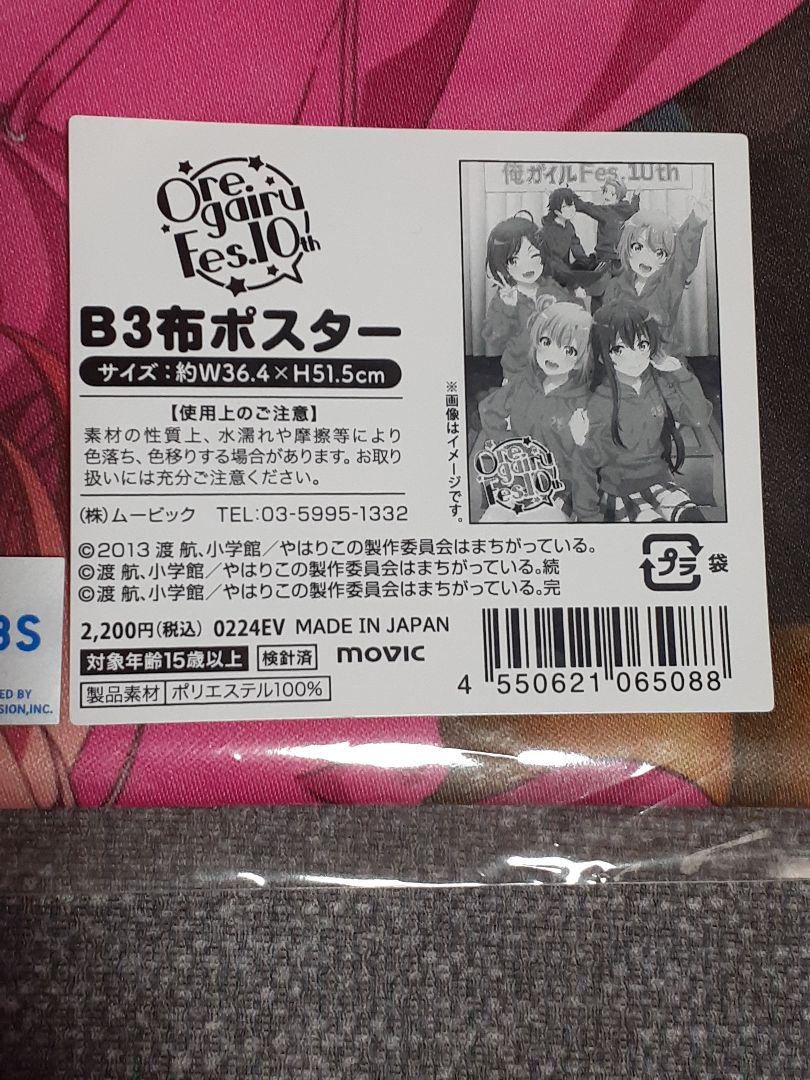 Ore.
gairu
Fes.10th
B3布ポスター
サイズ：約W36.4×H51.5cm
【使用上のご注意】
素材の性質上、水濡れや摩擦等により
色落ち、色移りする場合があります。お取り
扱いには充分ご注意ください。
(株)ムービック TEL:03-5995-1332
俺ガイルFes.10th
Ore.
gairu
Fes.10th
※画像はイメージです。
©2013 渡 航、小学館／やはりこの製作委員会はまちがっている。
©渡 航、小学館／やはりこの製作委員会はまちがっている。続
©渡 航、小学館／やはりこの製作委員会はまちがっている。完
プラ 袋
2,200円(税込) 0224EV MADE IN JAPAN
対象年齢15歳以上 検針済 movic
製品素材 ポリエステル100%
4 550621 065088
BS
ED BY
SION,INC.